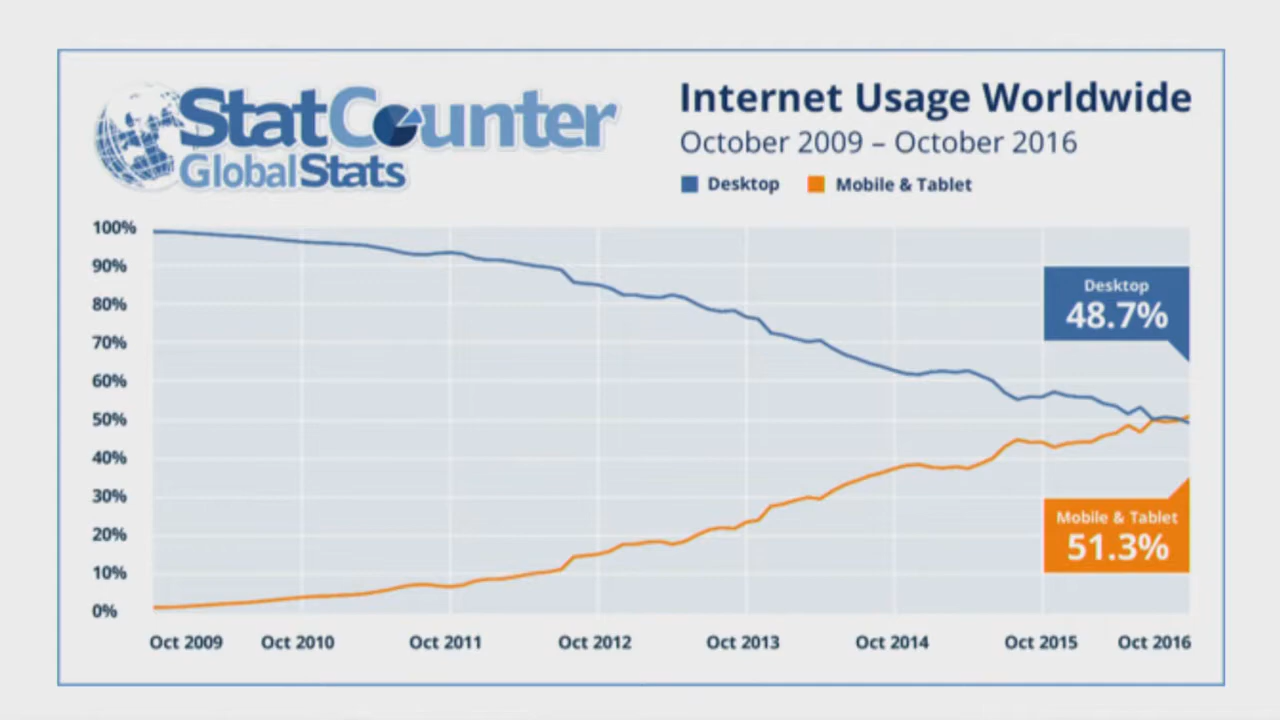 StatCounter
GlobalStats
Internet Usage Worldwide
October 2009 – October 2016
Desktop
Mobile & Tablet
100%
90%
80%
70%
60%
50%
40%
30%
20%
10%
0%
Desktop
48.7%
Mobile & Tablet
51.3%
Oct 2009 Oct 2010 Oct 2011 Oct 2012 Oct 2013 Oct 2014 Oct 2015 Oct 2016